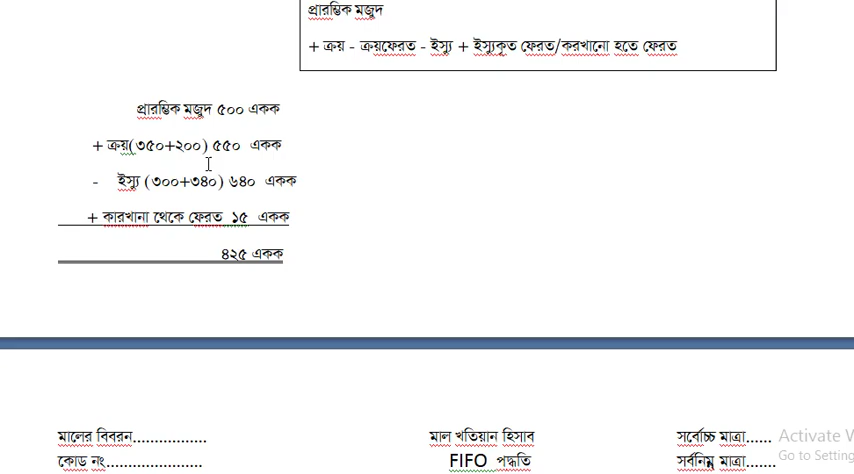 প্রারম্ভিক মজুদ
+ ক্রয় - ক্রয়ফেরত - ইস্যু + ইস্যুকৃত ফেরত/করখানো হতে ফেরত
প্রারম্ভিক মজুদ ৫০০ একক
+ ক্রয়(৩৫০+২০০) ৫৫০ একক
- ইস্যু (৩০০+৩৪০) ৬৪০ একক
+ কারখানা থেকে ফেরত ১৫ একক
৪২৫ একক
মালের বিবরন.................
মাল খতিয়ান হিসাব
সর্বোচ্চ মাত্রা......
কোড নং......................
FIFO পদ্ধতি
সর্বনিম্ন মাত্রা.......
Activate
Go to Setting